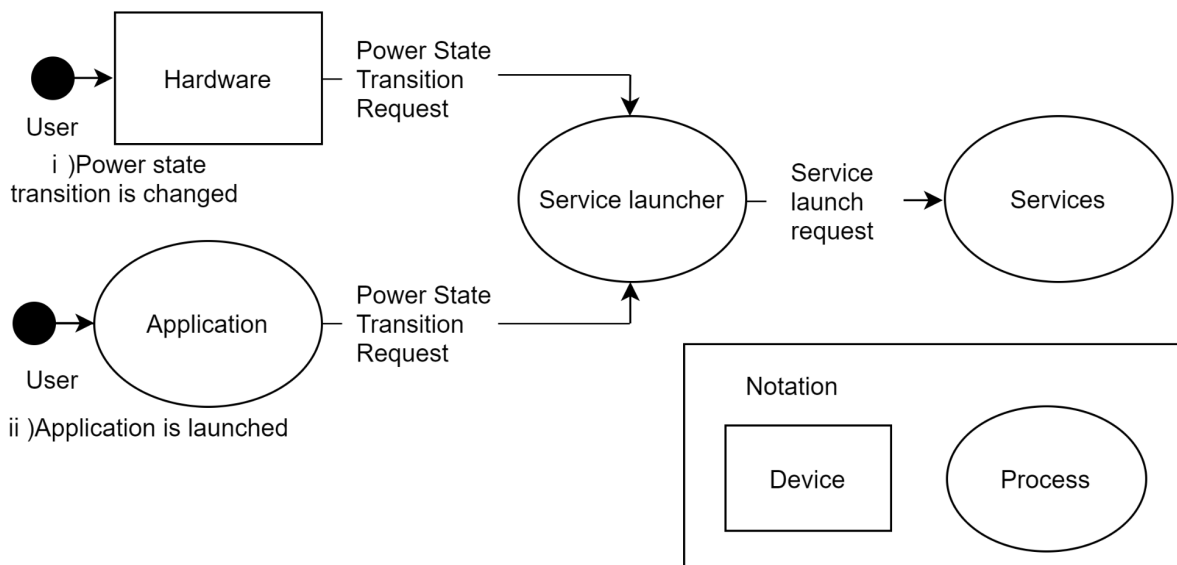 Hardware
Power State
Transition
Request
User
i )Power state
transition is changed
Service launcher
Service
launch
request
Services
Application
Power State
Transition
Request
User
ii )Application is launched
Notation
Device
Process